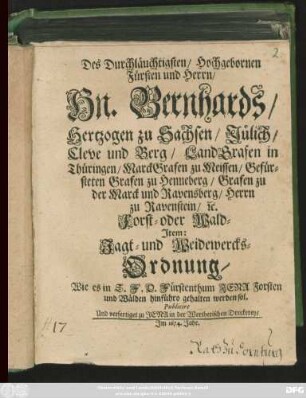 2.
Des Durchläuchtigsten/ Hochgebornen
Fürsten und Herrn/
Hn. Bernhards/
Hertzogen zu Sachsen/ Jülich/
Cleve und Berg/ LandGrafen in
Thüringen/ MarckGrafen zu Meissen/ Gefür-
steten Grafen zu Henneberg/ Grafen zu
der Marck und Ravensberg/ Herrn
zu Ravenstein/ &c.
Forst- oder Wald-
Item:
Jagt- und Weidewercks-
Ordnung/
Wie es in S. F. D. Fürstenthum JENA Forsten
und Wälden hinführo gehalten werden sol.
Publiciret
Und verfertiget zu JENA in der Wertherischen Druckerey/
Im 1674. Jahr.
17